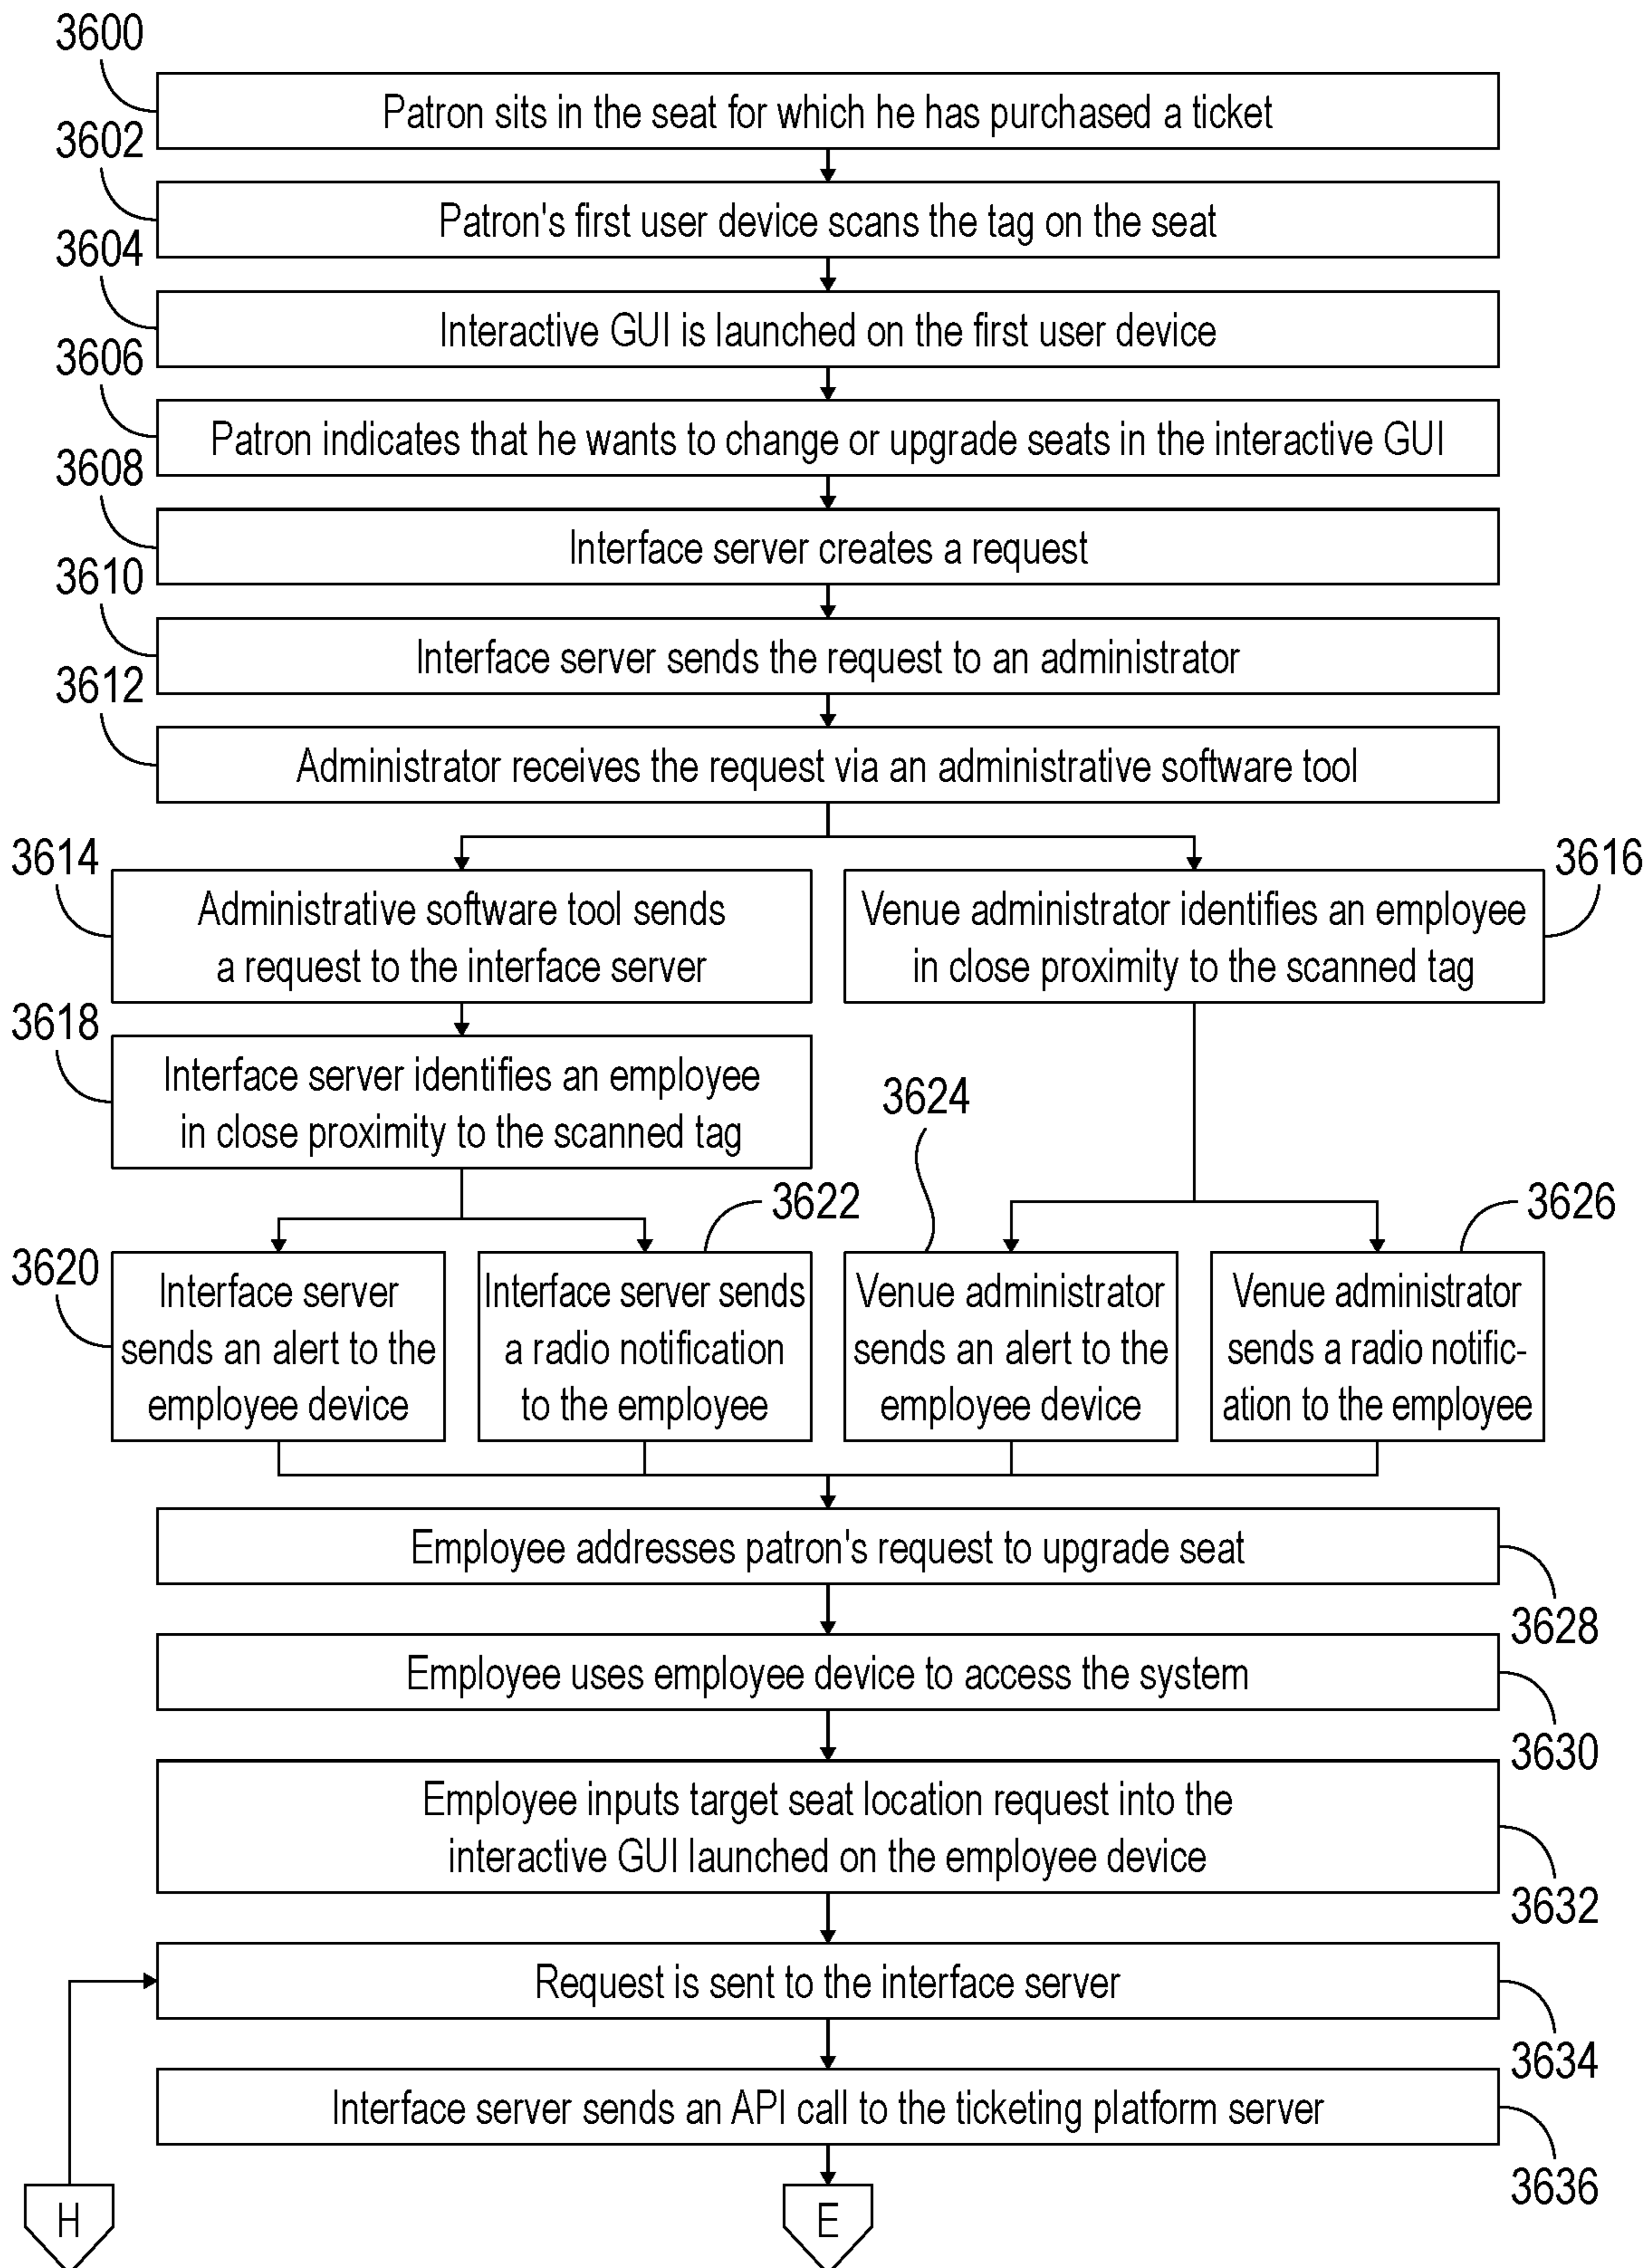 3600
Patron sits in the seat for which he has purchased a ticket
3602
Patron's first user device scans the tag on the seat
3604
Interactive GUI is launched on the first user device
3606
Patron indicates that he wants to change or upgrade seats in the interactive GUI
3608
Interface server creates a request
3610
Interface server sends the request to an administrator
3612
Administrator receives the request via an administrative software tool
3614
Administrative software tool sends
a request to the interface server
3616
Venue administrator identifies an employee
in close proximity to the scanned tag
3618
Interface server identifies an employee
in close proximity to the scanned tag
3620
Interface server
sends an alert to the
employee device
3622
Interface server sends
a radio notification
to the employee
3624
Venue administrator
sends an alert to the
employee device
3626
Venue administrator
sends a radio notific-
ation to the employee
Employee addresses patron's request to upgrade seat
3628
Employee uses employee device to access the system
3630
Employee inputs target seat location request into the
interactive GUI launched on the employee device
3632
Request is sent to the interface server
3634
Interface server sends an API call to the ticketing platform server
3636
H
E